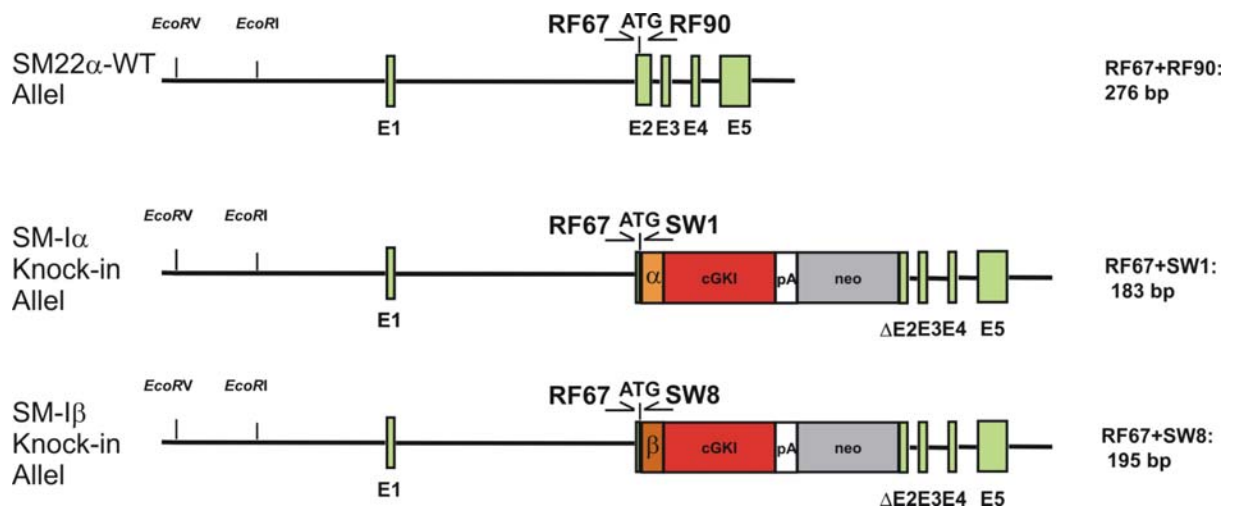 EcoRV EcoRI
RF67 ATG RF90
SM22α-WT
Allel
RF67+RF90:
276 bp
E1 E2 E3 E4 E5
EcoRV EcoRI
RF67 ATG SW1
SM-Iα
Knock-in
Allel
α cGKI pA neo
RF67+SW1:
183 bp
E1 ΔE2 E3 E4 E5
EcoRV EcoRI
RF67 ATG SW8
SM-Iβ
Knock-in
Allel
β cGKI pA neo
RF67+SW8:
195 bp
E1 ΔE2 E3 E4 E5